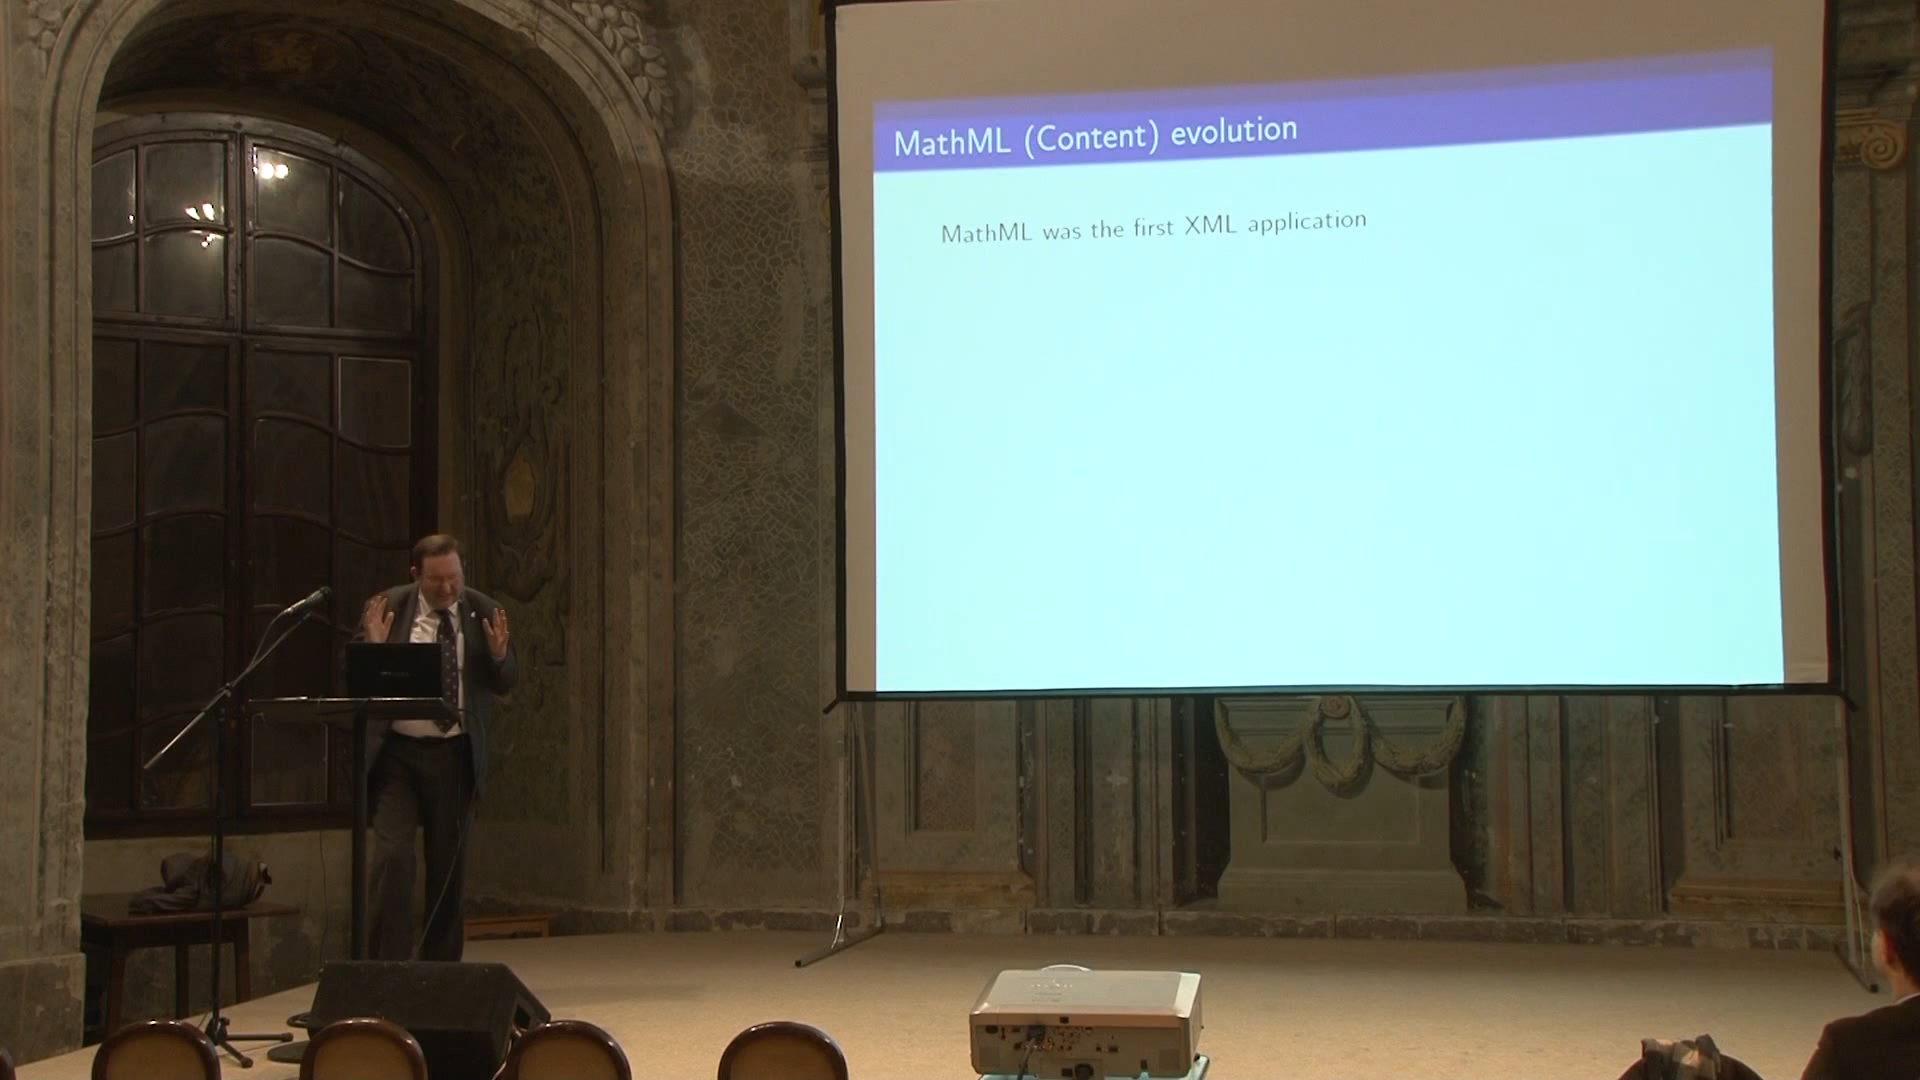 MathML (Content) evolution
MathML was the first XML application